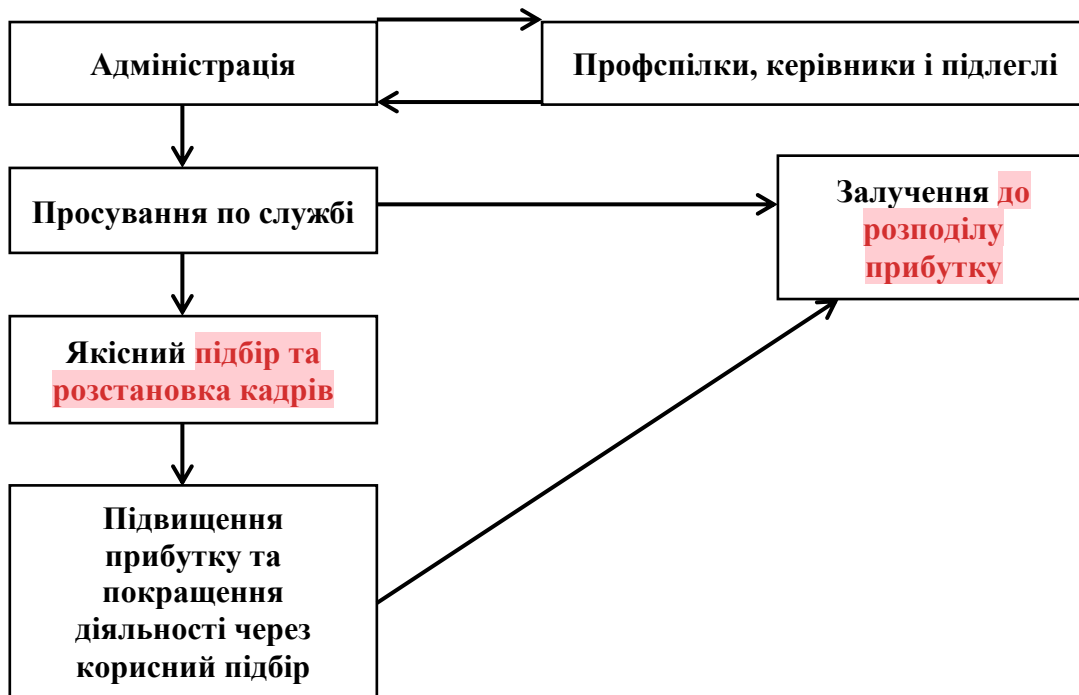 Адміністрація
Профспілки, керівники і підлеглі
Просування по службі
Залучення до
розподілу
прибутку
Якісний підбір та
розстановка кадрів
Підвищення
прибутку та
покращення
діяльності через
корисний підбір